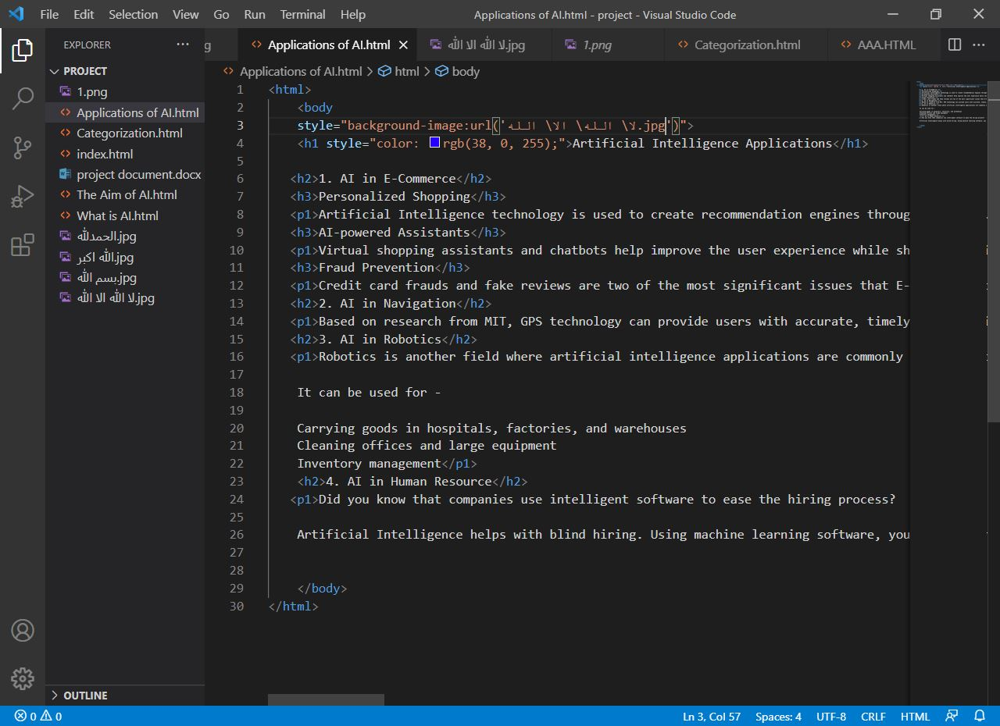 File Edit Selection View Go Run Terminal Help Applications of AI.html - project - Visual Studio Code
EXPLORER
g
Applications of AI.html
لا الله الا الله.jpg
1.png
Categorization.html
AAA.HTML
PROJECT
1.png
Applications of AI.html
Categorization.html
index.html
project document.docx
The Aim of AI.html
What is AI.html
الحمدلله.jpg
الله اكبر.jpg
بسم الله.jpg
لا الله الا الله.jpg
OUTLINE
Applications of AI.html > html > body
1 <html>
2 <body
3 style="background-image:url('لا\ الله\ الا\ الله.jpg')">
4 <h1 style="color: rgb(38, 0, 255);">Artificial Intelligence Applications</h1>
5
6 <h2>1. AI in E-Commerce</h2>
7 <h3>Personalized Shopping</h3>
8 <p1>Artificial Intelligence technology is used to create recommendation engines throug
9 <h3>AI-powered Assistants</h3>
10 <p1>Virtual shopping assistants and chatbots help improve the user experience while sh
11 <h3>Fraud Prevention</h3>
12 <p1>Credit card frauds and fake reviews are two of the most significant issues that E-
13 <h2>2. AI in Navigation</h2>
14 <p1>Based on research from MIT, GPS technology can provide users with accurate, timely
15 <h2>3. AI in Robotics</h2>
16 <p1>Robotics is another field where artificial intelligence applications are commonly
17
18 It can be used for -
19
20 Carrying goods in hospitals, factories, and warehouses
21 Cleaning offices and large equipment
22 Inventory management</p1>
23 <h2>4. AI in Human Resource</h2>
24 <p1>Did you know that companies use intelligent software to ease the hiring process?
25
26 Artificial Intelligence helps with blind hiring. Using machine learning software, you
27
28
29 </body>
30 </html>
0 0 Ln 3, Col 57 Spaces: 4 UTF-8 CRLF HTML